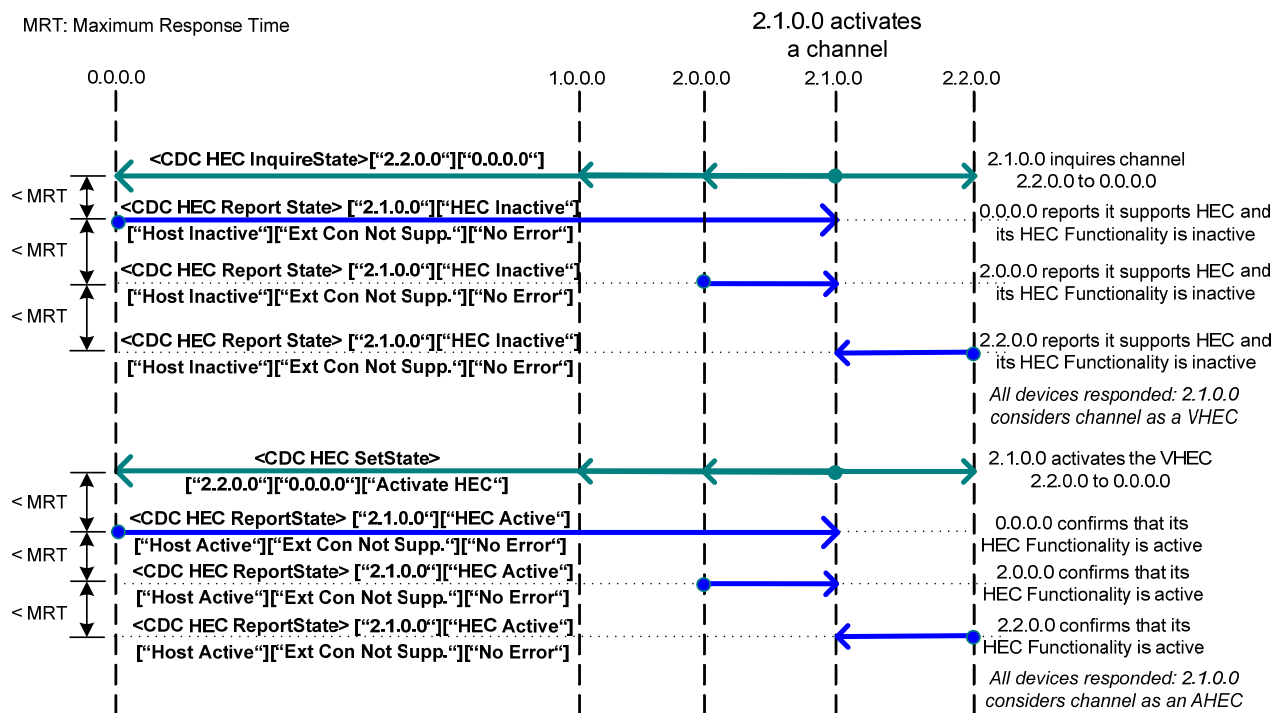 MRT: Maximum Response Time
2.1.0.0 activates
a channel
0.0.0.0
1.0.0.0
2.0.0.0
2.1.0.0
2.2.0.0
<CDC HEC InquireState>[“2.2.0.0“][“0.0.0.0“]
2.1.0.0 inquires channel
2.2.0.0 to 0.0.0.0
< MRT
<CDC HEC Report State> [“2.1.0.0“][“HEC Inactive“]
[“Host Inactive“][“Ext Con Not Supp.“][“No Error“]
0.0.0.0 reports it supports HEC and
its HEC Functionality is inactive
< MRT
<CDC HEC Report State> [“2.1.0.0“][“HEC Inactive“]
[“Host Inactive“][“Ext Con Not Supp.“][“No Error“]
2.0.0.0 reports it supports HEC and
its HEC Functionality is inactive
< MRT
<CDC HEC Report State> [“2.1.0.0“][“HEC Inactive“]
[“Host Inactive“][“Ext Con Not Supp.“][“No Error“]
2.2.0.0 reports it supports HEC and
its HEC Functionality is inactive
All devices responded: 2.1.0.0
considers channel as a VHEC
<CDC HEC SetState>
[“2.2.0.0“][“0.0.0.0“][“Activate HEC“]
2.1.0.0 activates the VHEC
2.2.0.0 to 0.0.0.0
< MRT
<CDC HEC ReportState> [“2.1.0.0“][“HEC Active“]
[“Host Active“][“Ext Con Not Supp.“][“No Error“]
0.0.0.0 confirms that its
HEC Functionality is active
< MRT
<CDC HEC ReportState> [“2.1.0.0“][“HEC Active“]
[“Host Active“][“Ext Con Not Supp.“][“No Error“]
2.0.0.0 confirms that its
HEC Functionality is active
< MRT
<CDC HEC ReportState> [“2.1.0.0“][“HEC Active“]
[“Host Active“][“Ext Con Not Supp.“][“No Error“]
2.2.0.0 confirms that its
HEC Functionality is active
All devices responded: 2.1.0.0
considers channel as an AHEC